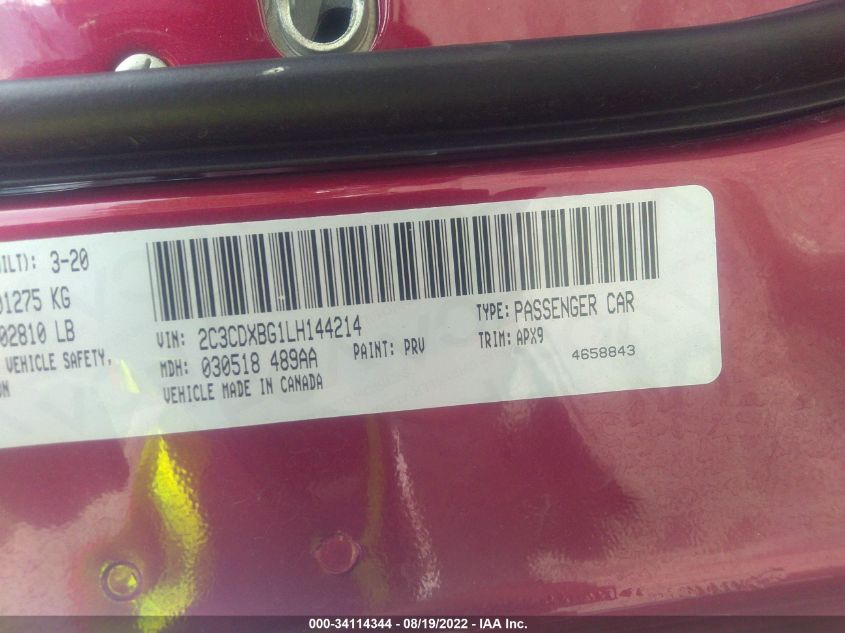 ILT): 3-20
01275 KG
02810 LB
VEHICLE SAFETY,
ON
VIN: 2C3CDXBG1LH144214
TYPE: PASSENGER CAR
MDH: 030518 489AA
PAINT: PRV
TRIM: APX9
VEHICLE MADE IN CANADA
4658843
000-34114344 / 08/19/2022 - IAA Inc.